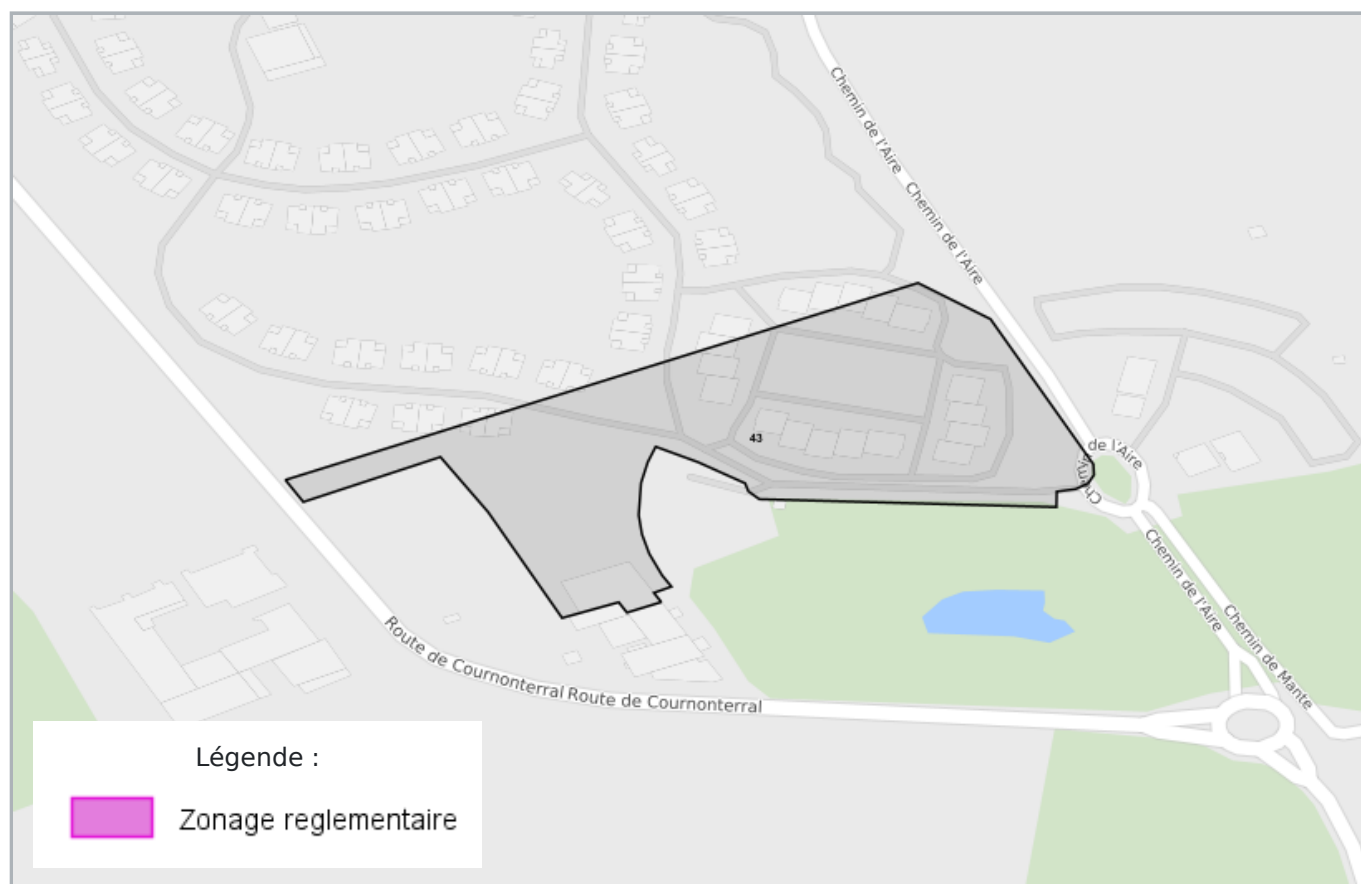 Chemin de l'Aire
Chemin de l'Aire
43
Chemin de l'Aire
Chemin de l'Aire
Chemin de Mante
Route de Cournonterral
Route de Cournonterral
Légende :
Zonage reglementaire